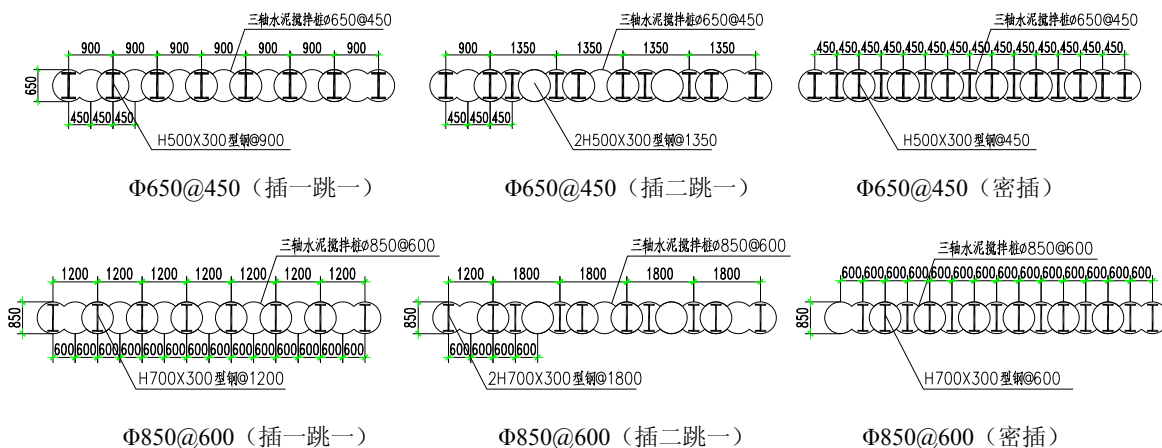 三轴水泥搅拌桩ø650@450
900 900 900 900 900 900 900
650
450 450 450
H500X300型钢@900
Φ650@450（插一跳一）
三轴水泥搅拌桩ø650@450
900 1350 1350 1350 1350
450 450 450
2H500X300型钢@1350
Φ650@450（插二跳一）
三轴水泥搅拌桩ø650@450
450 450 450 450 450 450 450 450 450 450 450 450 450 450
H500X300型钢@450
Φ650@450（密插）
三轴水泥搅拌桩ø850@600
1200 1200 1200 1200 1200 1200 1200
850
600 600 600 600 600 600 600 600 600 600 600 600 600 600
H700X300型钢@1200
Φ850@600（插一跳一）
三轴水泥搅拌桩ø850@600
1200 1800 1800 1800 1800
850
600 600 600 600
2H700X300型钢@1800
Φ850@600（插二跳一）
三轴水泥搅拌桩ø850@600
600 600 600 600 600 600 600 600 600 600 600 600 600 600
850
H700X300型钢@600
Φ850@600（密插）